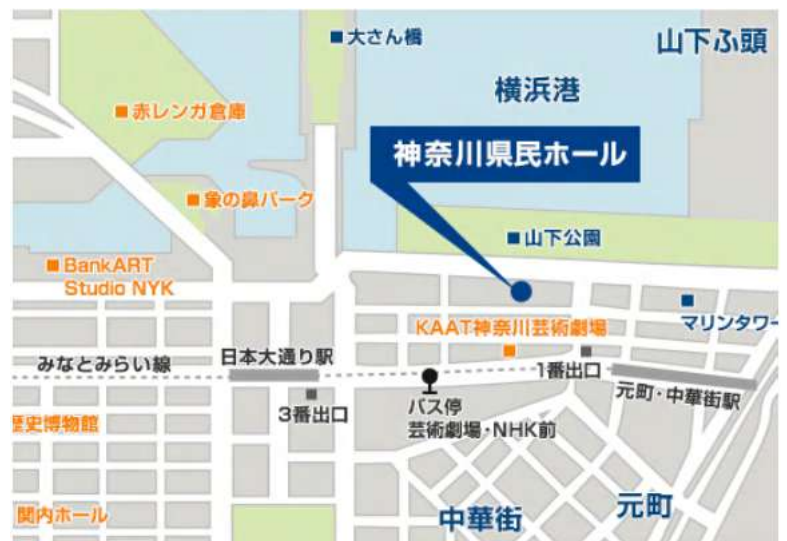 大さん橋
山下ふ頭
横浜港
赤レンガ倉庫
神奈川県民ホール
象の鼻パーク
山下公園
BankART
Studio NYK
マリンタワー
KAAT神奈川芸術劇場
みなとみらい線
日本大通り駅
1番出口
元町・中華街駅
3番出口
バス停
芸術劇場・NHK前
歴史博物館
関内ホール
中華街
元町